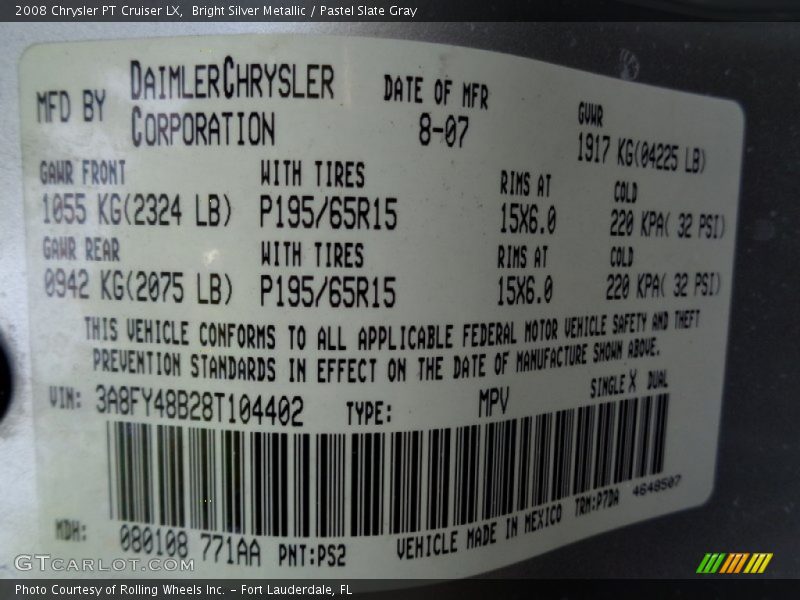 2008 Chrysler PT Cruiser LX,  Bright Silver Metallic / Pastel Slate Gray
MFD BY DAIMLERCHRYSLER CORPORATION DATE OF MFR 8-07 GVWR 1917 KG(04225 LB)
GAWR FRONT WITH TIRES RIMS AT COLD
1055 KG(2324 LB) P195/65R15 15X6.0 220 KPA( 32 PSI)
GAWR REAR WITH TIRES RIMS AT COLD
0942 KG(2075 LB) P195/65R15 15X6.0 220 KPA( 32 PSI)
THIS VEHICLE CONFORMS TO ALL APPLICABLE FEDERAL MOTOR VEHICLE SAFETY AND THEFT
PREVENTION STANDARDS IN EFFECT ON THE DATE OF MANUFACTURE SHOWN ABOVE.
VIN: 3A8FY48B28T104402 TYPE: MPV SINGLE X DUAL
MDH: 080108 771AA PNT:PS2 VEHICLE MADE IN MEXICO TRM:P7DA 4648507
GTCARLOT.COM
Photo Courtesy of Rolling Wheels Inc. – Fort Lauderdale, FL